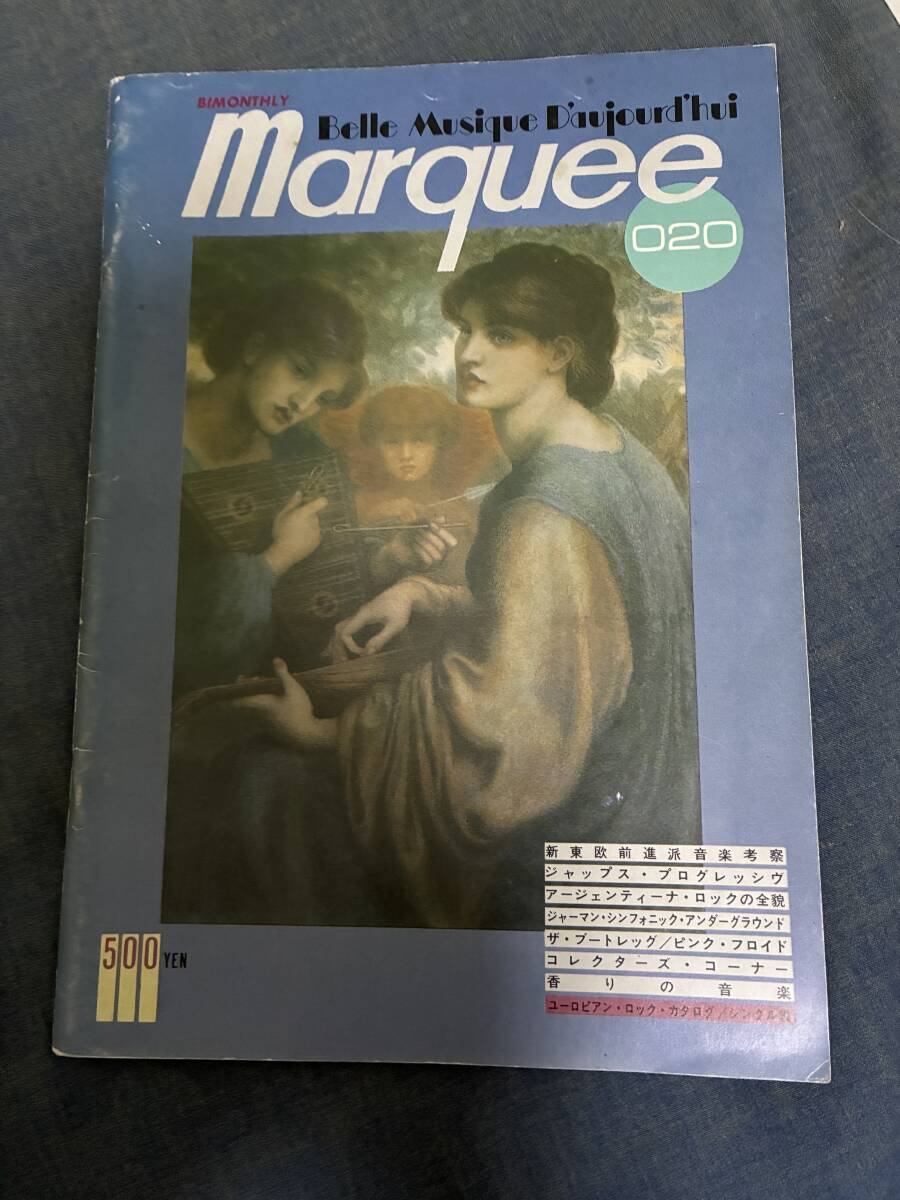 BIMONTHLY
Belle Musique D'aujourd'hui
marquee
020
新東欧前進派音楽考察
ジャップス・プログレッシヴ
アージェンティーナ・ロックの全貌
ジャーマン・シンフォニック・アンダーグラウンド
ザ・ブートレッグ/ピンク・フロイド
コレクターズ・コーナー
香りの音楽
ユーロピアン・ロック・カタログ/シングル
500 YEN